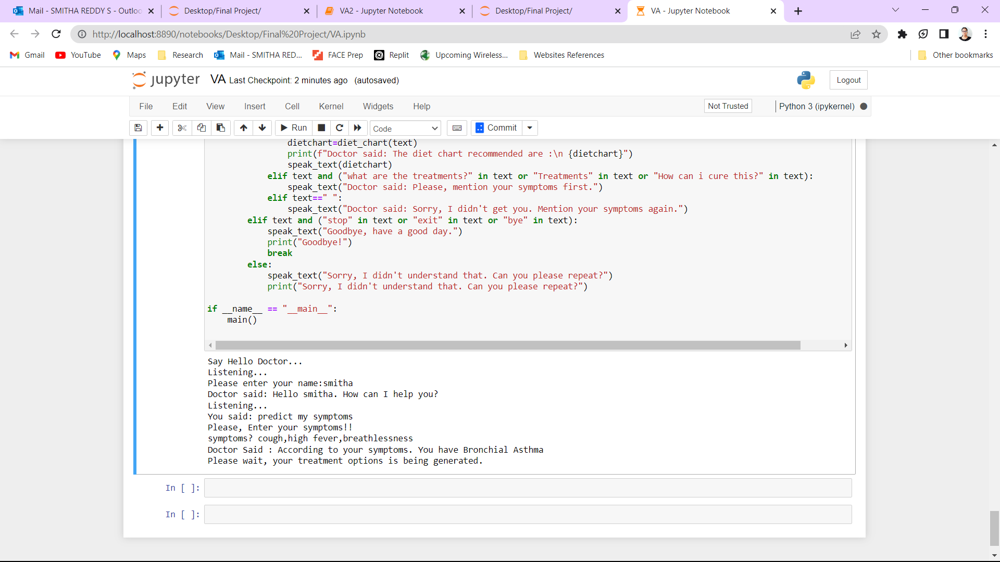 Mail - SMITHA REDDY S - Outloo
Desktop/Final Project/
VA2 - Jupyter Notebook
Desktop/Final Project/
VA - Jupyter Notebook
http://localhost:8890/notebooks/Desktop/Final%20Project/VA.ipynb
Gmail YouTube Maps Research Mail - SMITHA RED... FACE Prep Replit Upcoming Wireless... Websites References Other bookmarks
jupyter VA Last Checkpoint: 2 minutes ago (autosaved) Logout
File Edit View Insert Cell Kernel Widgets Help Not Trusted Python 3 (ipykernel)
Run Code Commit
dietchart=diet_chart(text)
print(f"Doctor said: The diet chart recommended are :\n {dietchart}")
speak_text(dietchart)
elif text and ("what are the treatments?" in text or "Treatments" in text or "How can i cure this?" in text):
speak_text("Doctor said: Please, mention your symptoms first.")
elif text==" ":
speak_text("Doctor said: Sorry, I didn't get you. Mention your symptoms again.")
elif text and ("stop" in text or "exit" in text or "bye" in text):
speak_text("Goodbye, have a good day.")
print("Goodbye!")
break
else:
speak_text("Sorry, I didn't understand that. Can you please repeat?")
print("Sorry, I didn't understand that. Can you please repeat?")
if __name__ == "__main__":
main()
Say Hello Doctor...
Listening...
Please enter your name:smitha
Doctor said: Hello smitha. How can I help you?
Listening...
You said: predict my symptoms
Please, Enter your symptoms!!
symptoms? cough,high fever,breathlessness
Doctor Said : According to your symptoms. You have Bronchial Asthma
Please wait, your treatment options is being generated.
In [ ]:
In [ ]: